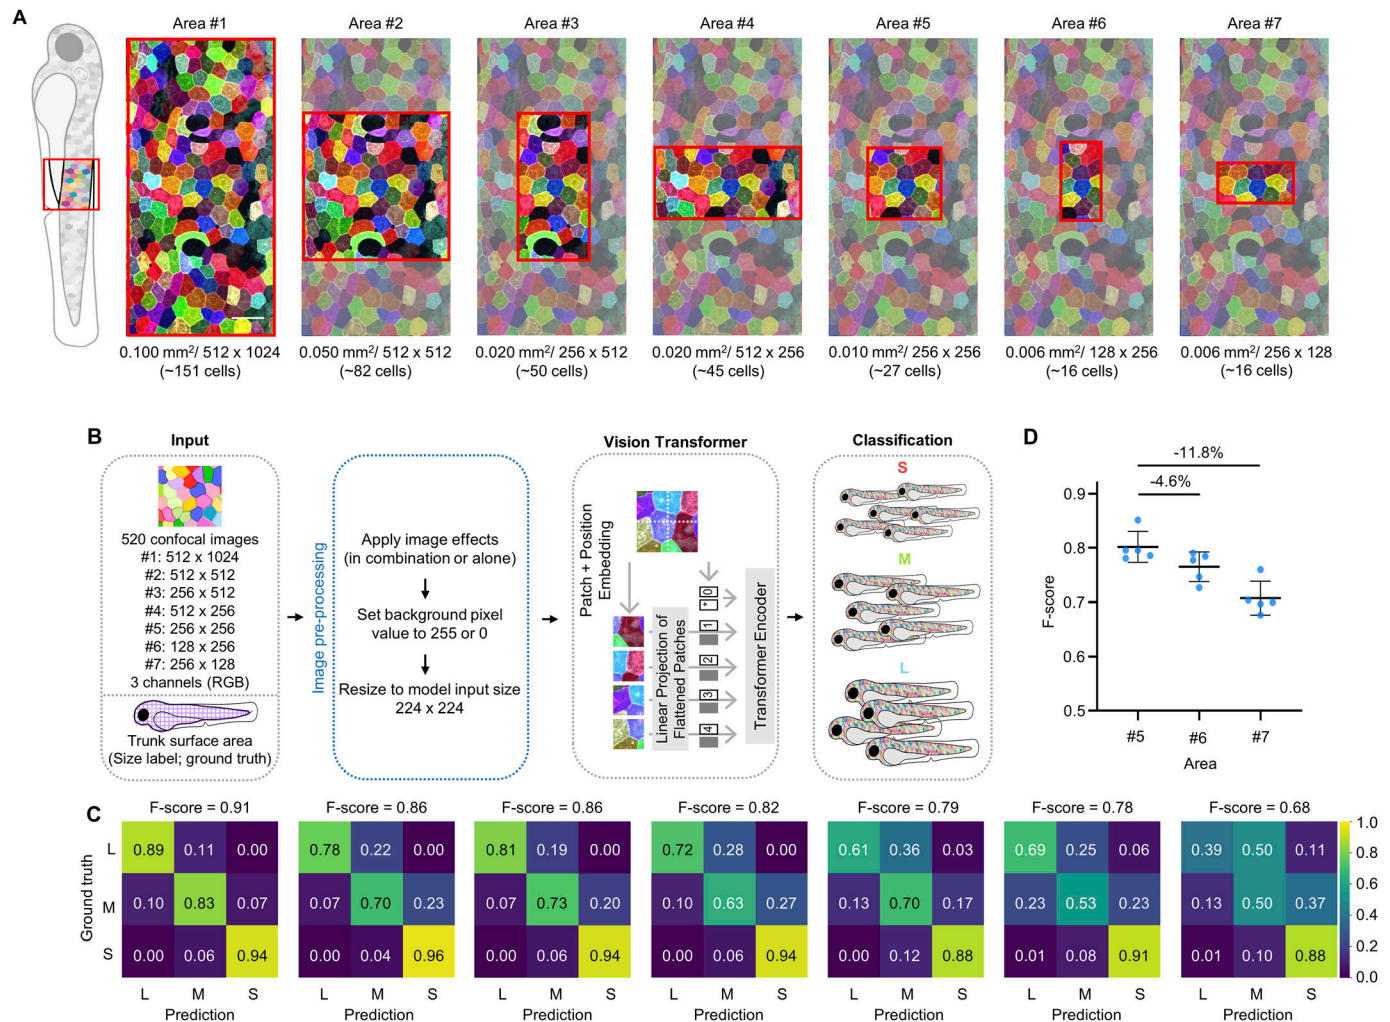 A
Area #1
Area #2
Area #3
Area #4
Area #5
Area #6
Area #7
0.100 mm²/ 512 x 1024
(~151 cells)
0.050 mm²/ 512 x 512
(~82 cells)
0.020 mm²/ 256 x 512
(~50 cells)
0.020 mm²/ 512 x 256
(~45 cells)
0.010 mm²/ 256 x 256
(~27 cells)
0.006 mm²/ 128 x 256
(~16 cells)
0.006 mm²/ 256 x 128
(~16 cells)
B
Input
520 confocal images
#1: 512 x 1024
#2: 512 x 512
#3: 256 x 512
#4: 512 x 256
#5: 256 x 256
#6: 128 x 256
#7: 256 x 128
3 channels (RGB)
Trunk surface area
(Size label; ground truth)
Image pre-processing
Apply image effects
(in combination or alone)
Set background pixel
value to 255 or 0
Resize to model input size
224 x 224
Vision Transformer
Patch + Position
Embedding
Linear Projection of
Flattened Patches
* 0
1
2
3
4
Transformer Encoder
Classification
S
M
L
D
-11.8%
-4.6%
F-score
0.9
0.8
0.7
0.6
0.5
#5 #6 #7
Area
C
F-score = 0.91
F-score = 0.86
F-score = 0.86
F-score = 0.82
F-score = 0.79
F-score = 0.78
F-score = 0.68
Ground truth
L 0.89 0.11 0.00
M 0.10 0.83 0.07
S 0.00 0.06 0.94
L M S
Prediction
0.78 0.22 0.00
0.07 0.70 0.23
0.00 0.04 0.96
L M S
Prediction
0.81 0.19 0.00
0.07 0.73 0.20
0.00 0.06 0.94
L M S
Prediction
0.72 0.28 0.00
0.10 0.63 0.27
0.00 0.06 0.94
L M S
Prediction
0.61 0.36 0.03
0.13 0.70 0.17
0.00 0.12 0.88
L M S
Prediction
0.69 0.25 0.06
0.23 0.53 0.23
0.01 0.08 0.91
L M S
Prediction
0.39 0.50 0.11
0.13 0.50 0.37
0.01 0.10 0.88
L M S
Prediction
1.0
0.8
0.6
0.4
0.2
0.0